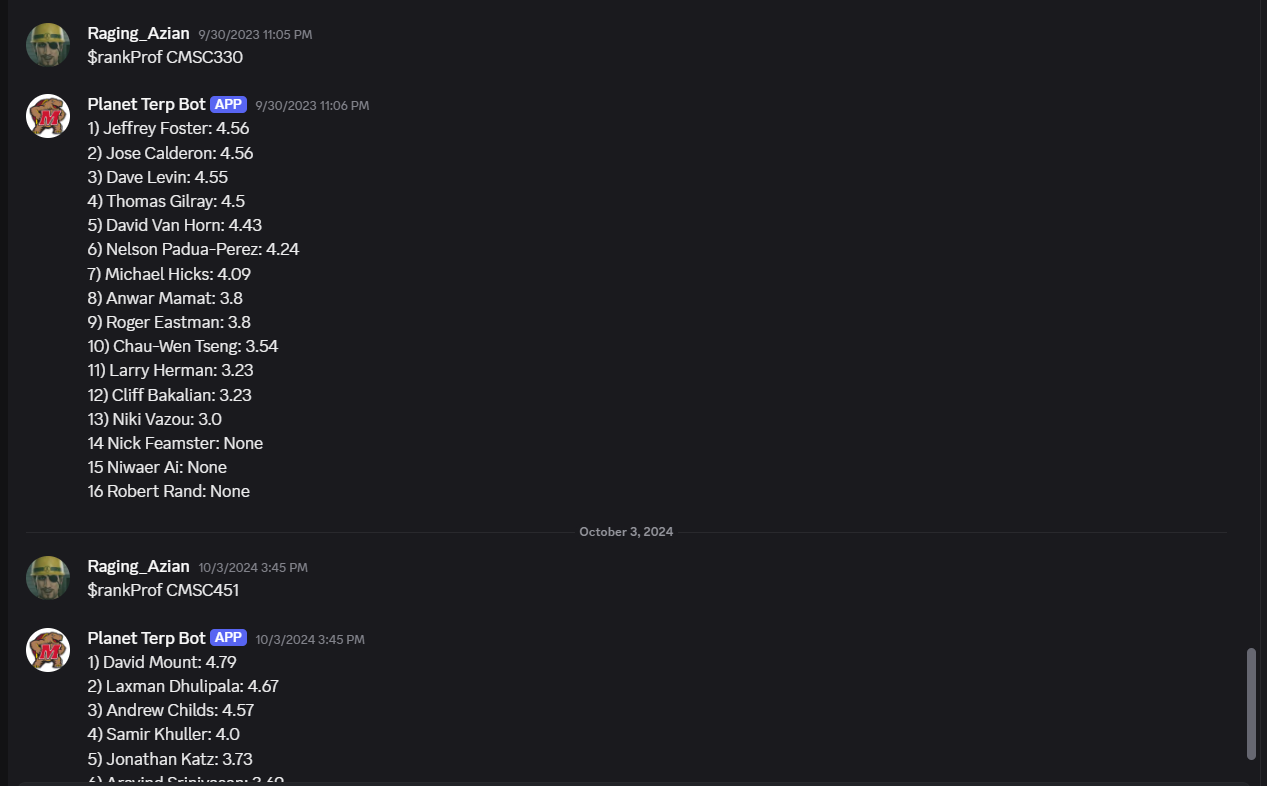 Raging_Azian 9/30/2023 11:05 PM
$rankProf CMSC330
Planet Terp Bot APP 9/30/2023 11:06 PM
1) Jeffrey Foster: 4.56
2) Jose Calderon: 4.56
3) Dave Levin: 4.55
4) Thomas Gilray: 4.5
5) David Van Horn: 4.43
6) Nelson Padua-Perez: 4.24
7) Michael Hicks: 4.09
8) Anwar Mamat: 3.8
9) Roger Eastman: 3.8
10) Chau-Wen Tseng: 3.54
11) Larry Herman: 3.23
12) Cliff Bakalian: 3.23
13) Niki Vazou: 3.0
14 Nick Feamster: None
15 Niwaer Ai: None
16 Robert Rand: None
October 3, 2024
Raging_Azian 10/3/2024 3:45 PM
$rankProf CMSC451
Planet Terp Bot APP 10/3/2024 3:45 PM
1) David Mount: 4.79
2) Laxman Dhulipala: 4.67
3) Andrew Childs: 4.57
4) Samir Khuller: 4.0
5) Jonathan Katz: 3.73
6) Aravind Srinivasan: